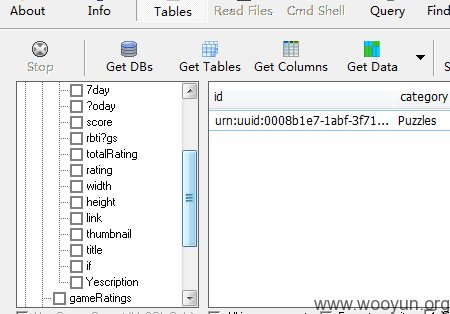 About Info Tables Read Files Cmd Shell Query Find
Stop Get DBs Get Tables Get Columns Get Data
7day
?oday
score
rbti?gs
totalRating
rating
width
height
link
thumbnail
title
if
Yescription
gameRatings
id category
urn:uuid:0008b1e7-1abf-3f71... Puzzles
www.wooyun.org